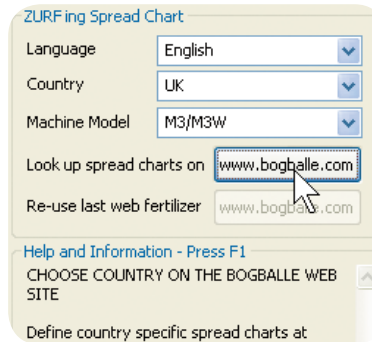 ZURFing Spread Chart
Language English
Country UK
Machine Model M3/M3W
Look up spread charts on www.bogballe.com
Re-use last web fertilizer www.bogballe.com
Help and Information - Press F1
CHOOSE COUNTRY ON THE BOGBALLE WEB
SITE
Define country specific spread charts at